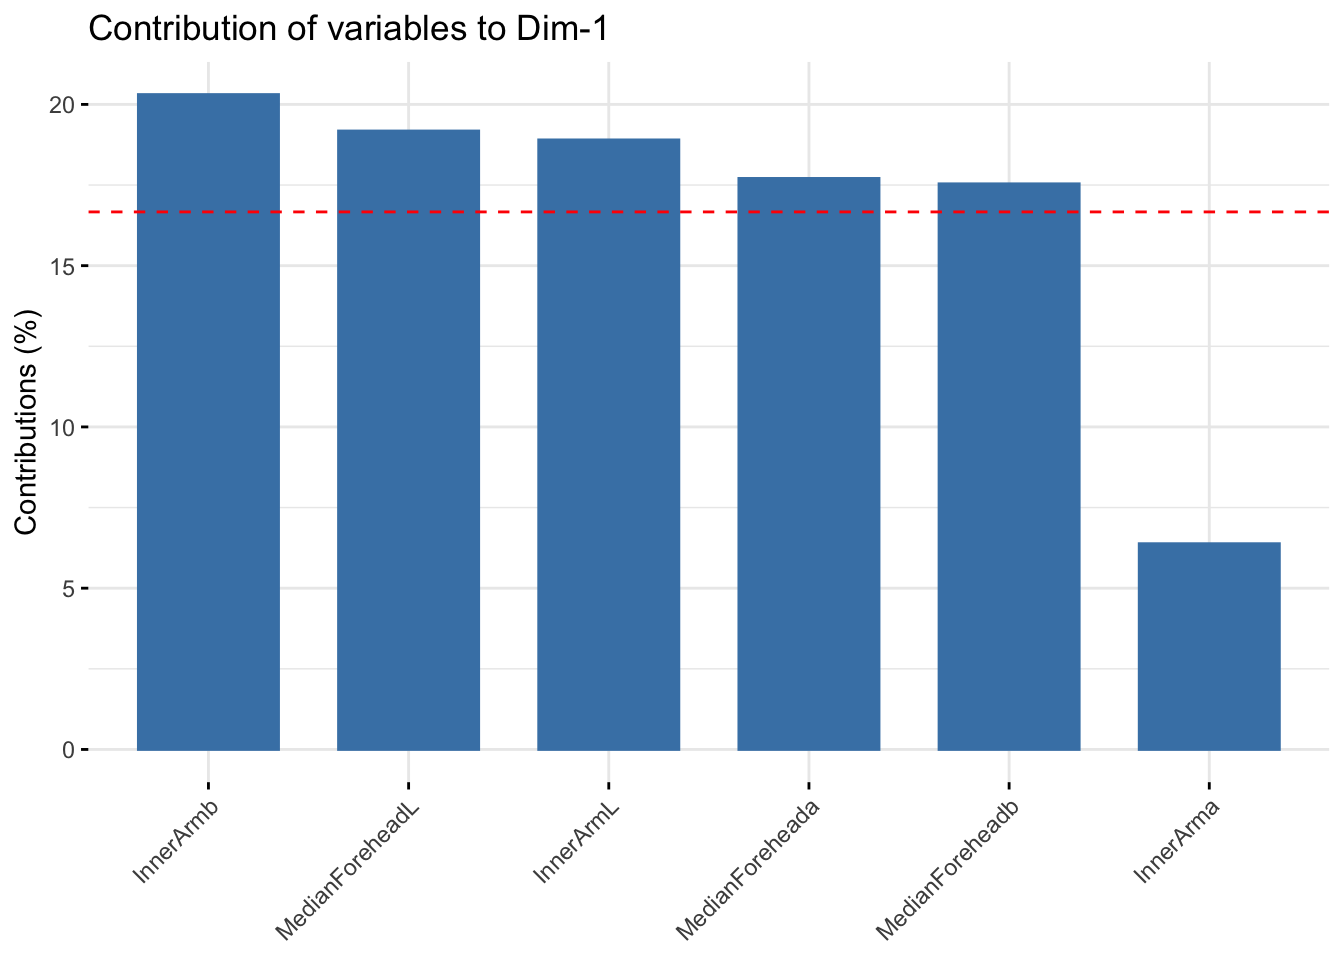 Contribution of variables to Dim-1
Contributions (%)
20
15
10
5
0
InnerArmb
MedianForeheadL
InnerArmL
MedianForeheada
MedianForeheadb
InnerArma